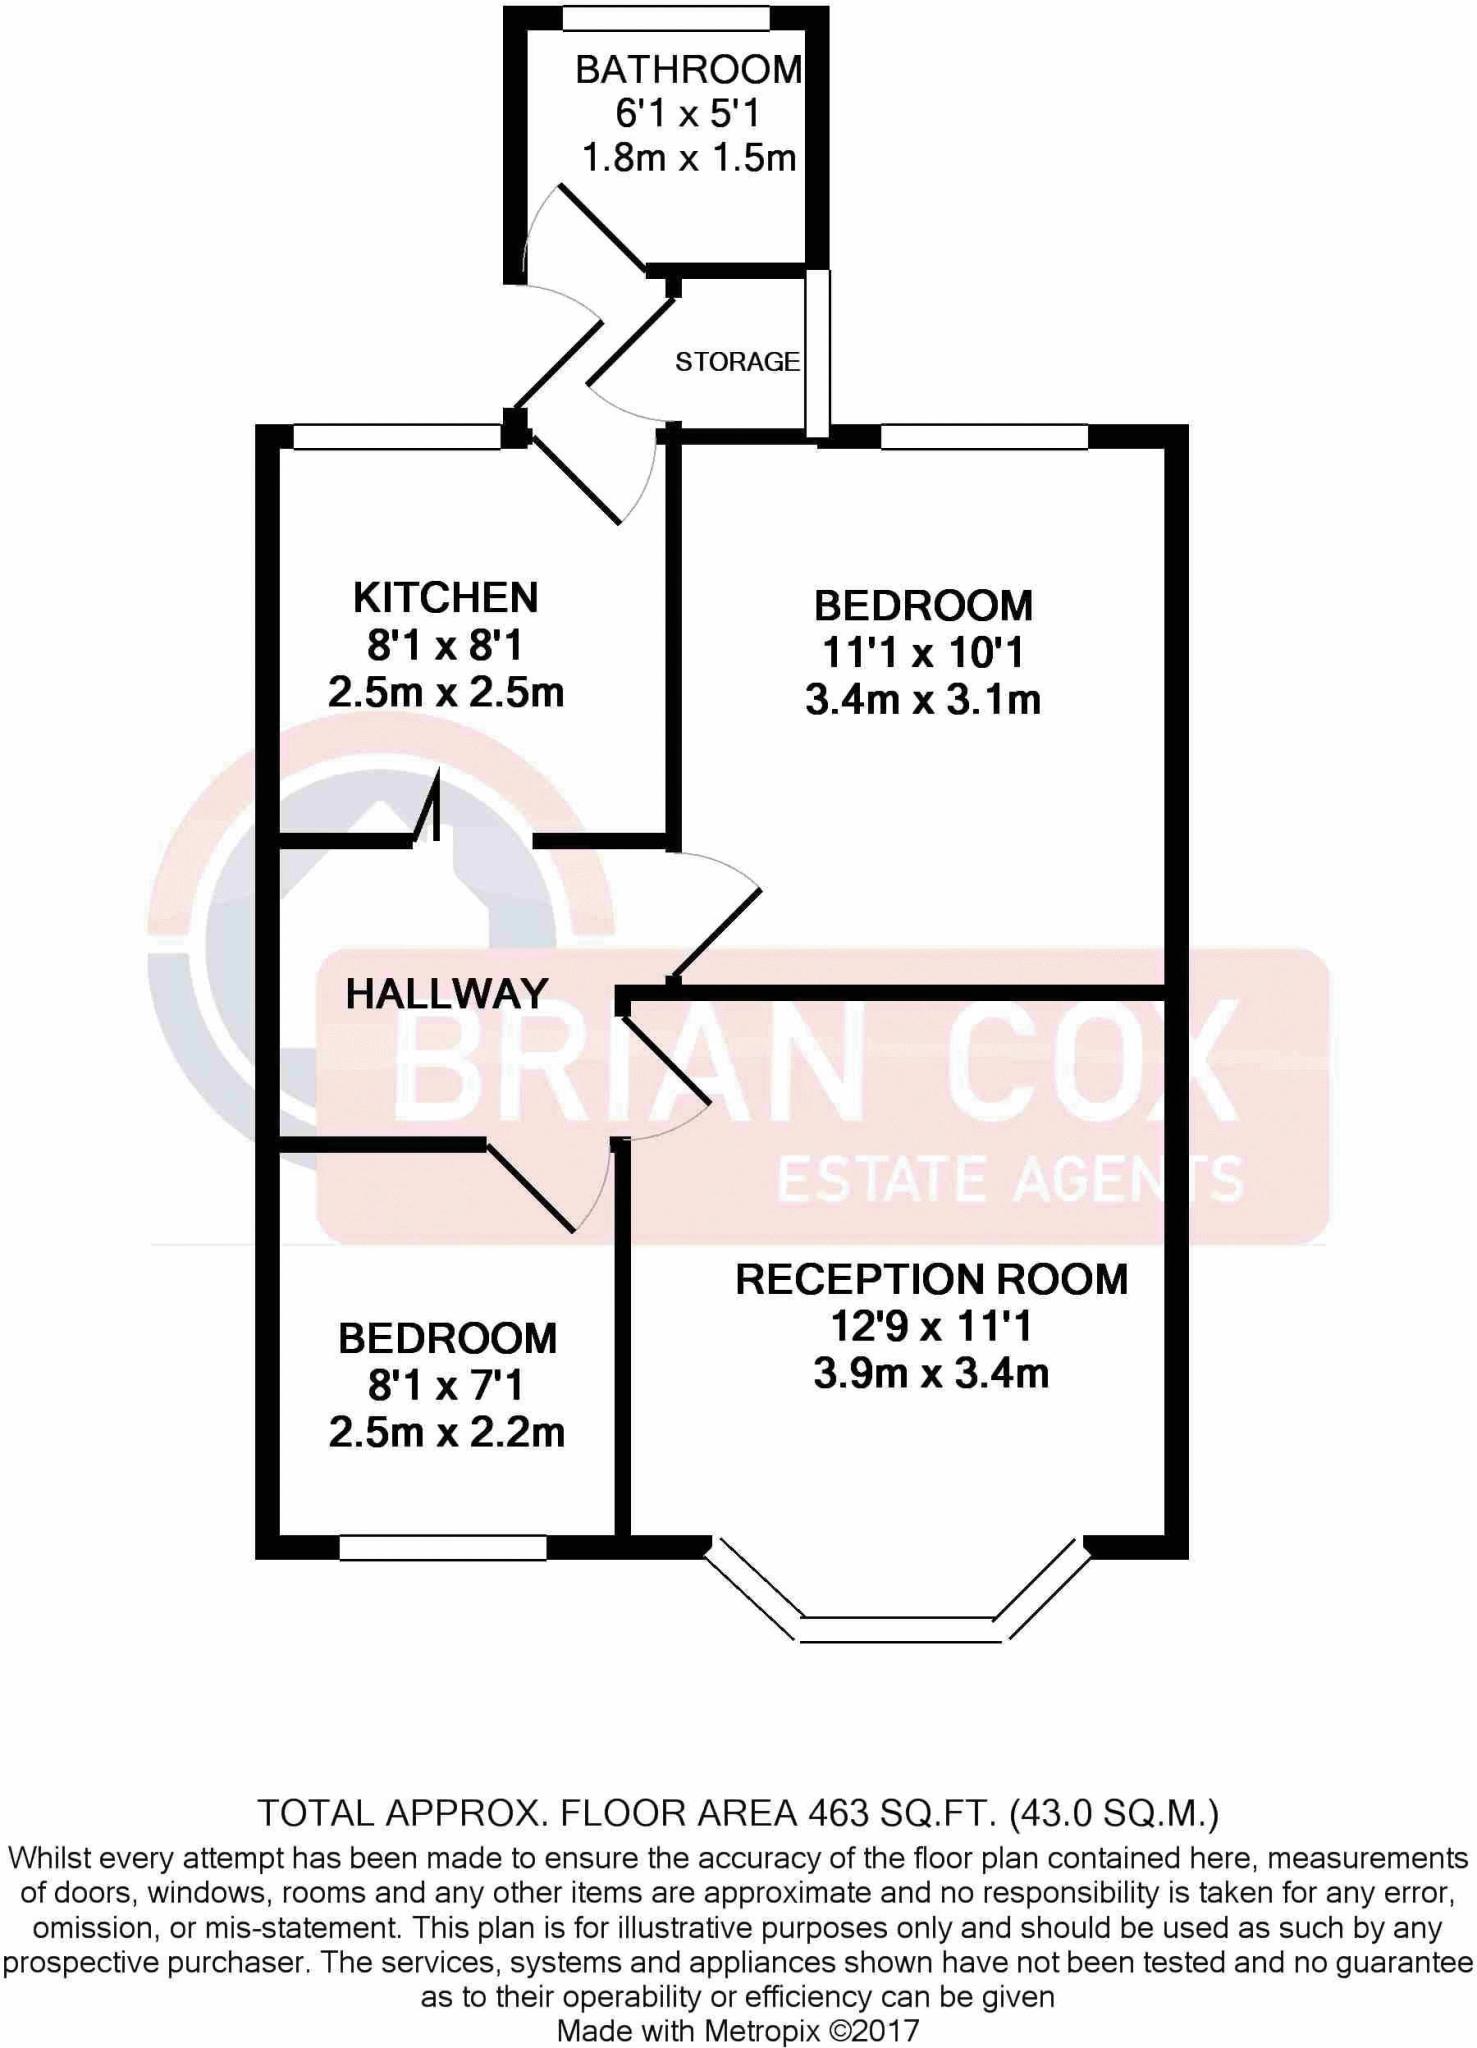 BATHROOM
6'1 x 5'1
1.8m x 1.5m
STORAGE
KITCHEN
8'1 x 8'1
2.5m x 2.5m
BEDROOM
11'1 x 10'1
3.4m x 3.1m
HALLWAY
BRIAN COX
ESTATE AGENTS
RECEPTION ROOM
12'9 x 11'1
3.9m x 3.4m
BEDROOM
8'1 x 7'1
2.5m x 2.2m
TOTAL APPROX. FLOOR AREA 463 SQ.FT. (43.0 SQ.M.)
Whilst every attempt has been made to ensure the accuracy of the floor plan contained here, measurements
of doors, windows, rooms and any other items are approximate and no responsibility is taken for any error,
omission, or mis-statement. This plan is for illustrative purposes only and should be used as such by any
prospective purchaser. The services, systems and appliances shown have not been tested and no guarantee
as to their operability or efficiency can be given
Made with Metropix ©2017